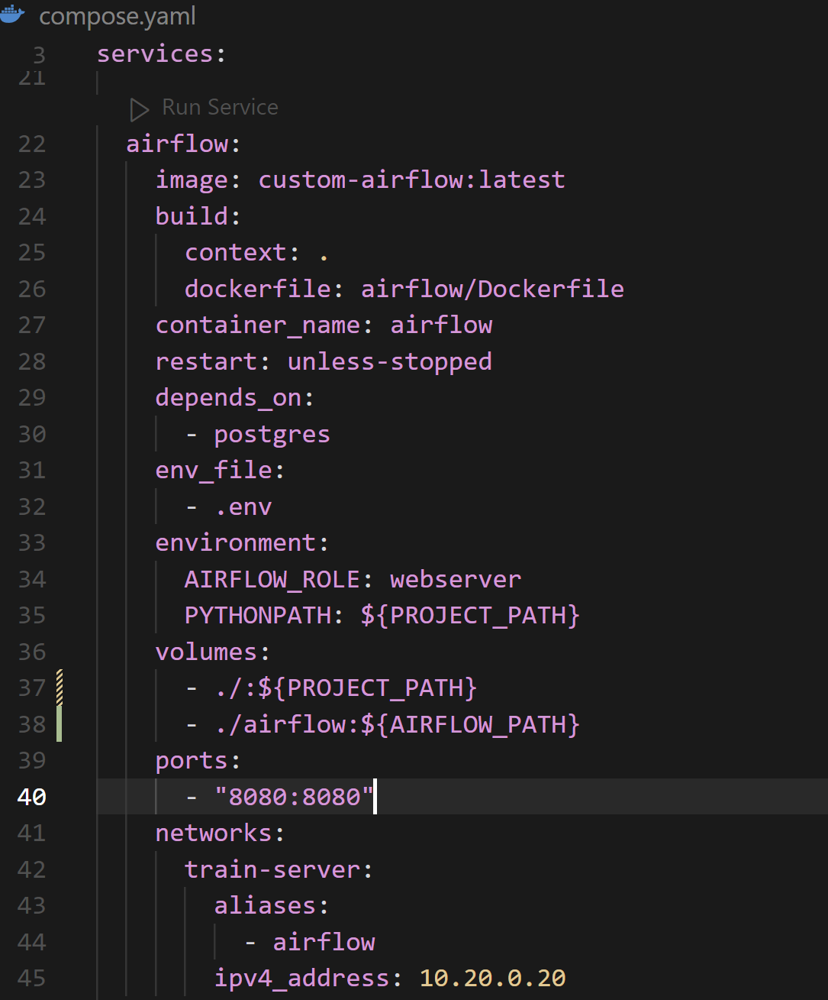 compose.yaml
3 services:
21
Run Service
22 airflow:
23 image: custom-airflow:latest
24 build:
25 context: .
26 dockerfile: airflow/Dockerfile
27 container_name: airflow
28 restart: unless-stopped
29 depends_on:
30 - postgres
31 env_file:
32 - .env
33 environment:
34 AIRFLOW_ROLE: webserver
35 PYTHONPATH: ${PROJECT_PATH}
36 volumes:
37 - ./:${PROJECT_PATH}
38 - ./airflow:${AIRFLOW_PATH}
39 ports:
40 - "8080:8080"
41 networks:
42 train-server:
43 aliases:
44 - airflow
45 ipv4_address: 10.20.0.20